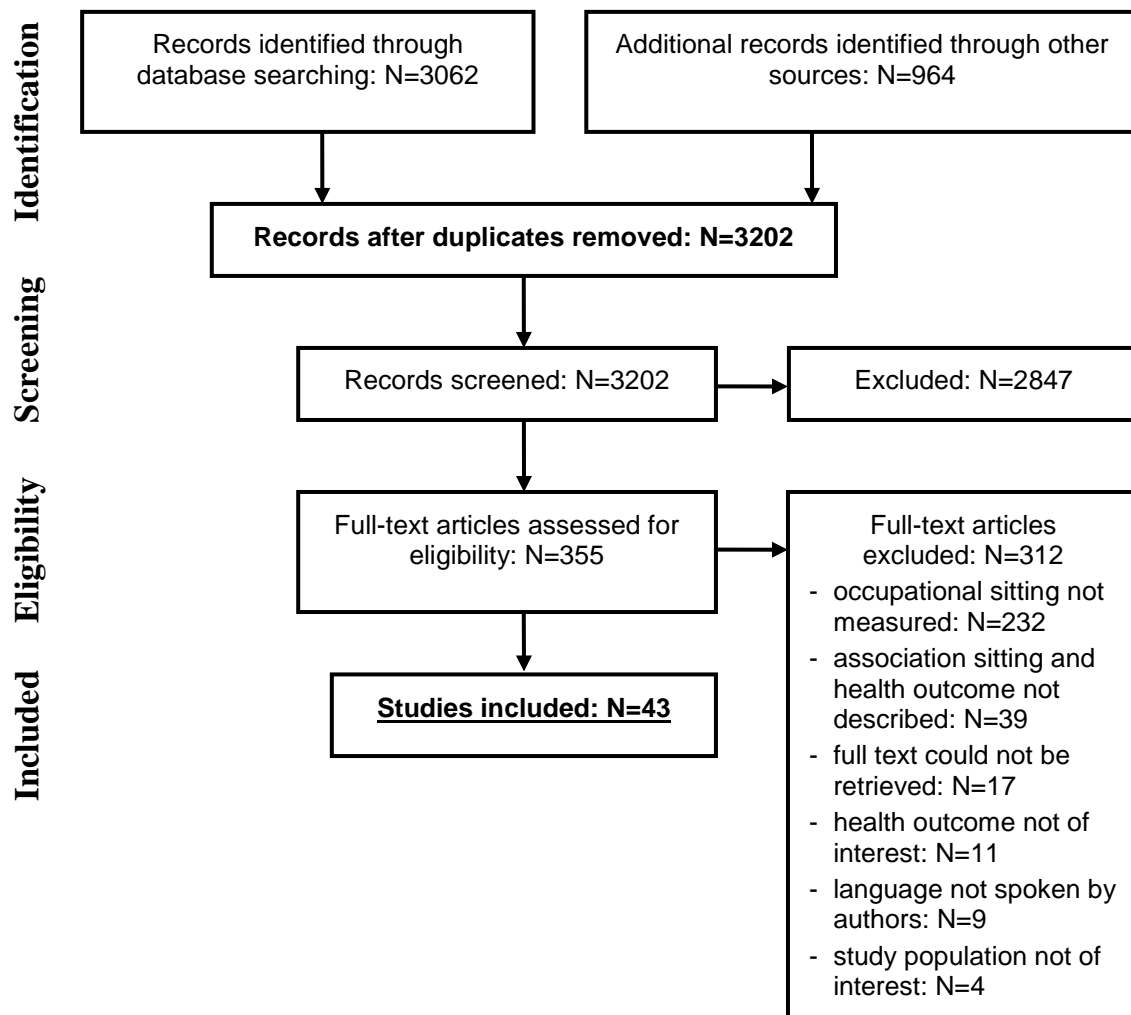 Identification
Records identified through
database searching: N=3062
Additional records identified through other
sources: N=964
Records after duplicates removed: N=3202
Screening
Records screened: N=3202
Excluded: N=2847
Eligibility
Full-text articles assessed for
eligibility: N=355
Full-text articles
excluded: N=312
- occupational sitting not
measured: N=232
- association sitting and
health outcome not
described: N=39
- full text could not be
retrieved: N=17
- health outcome not of
interest: N=11
- language not spoken by
authors: N=9
- study population not of
interest: N=4
Included
Studies included: N=43